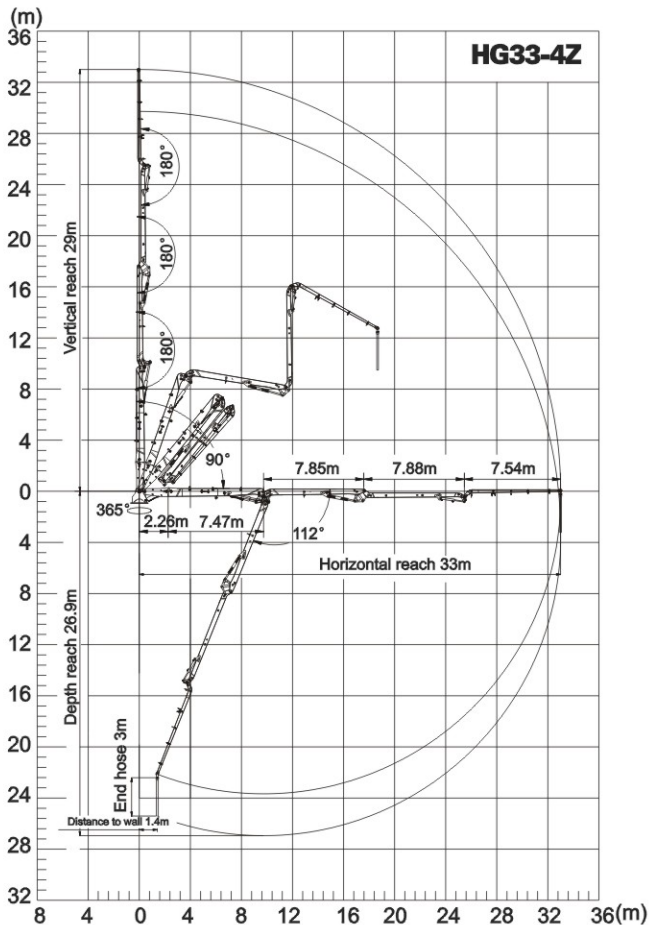 (m)
HG33-4Z
36
32
28
24
20
16
12
8
4
0
4
8
12
16
20
24
28
32
Vertical reach 29m
180°
180°
180°
90°
7.85m
7.88m
7.54m
365°
2.26m
7.47m
112°
Horizontal reach 33m
Depth reach 26.9m
End hose 3m
Distance to wall 1.4m
8
4
0
4
8
12
16
20
24
28
32
36(m)